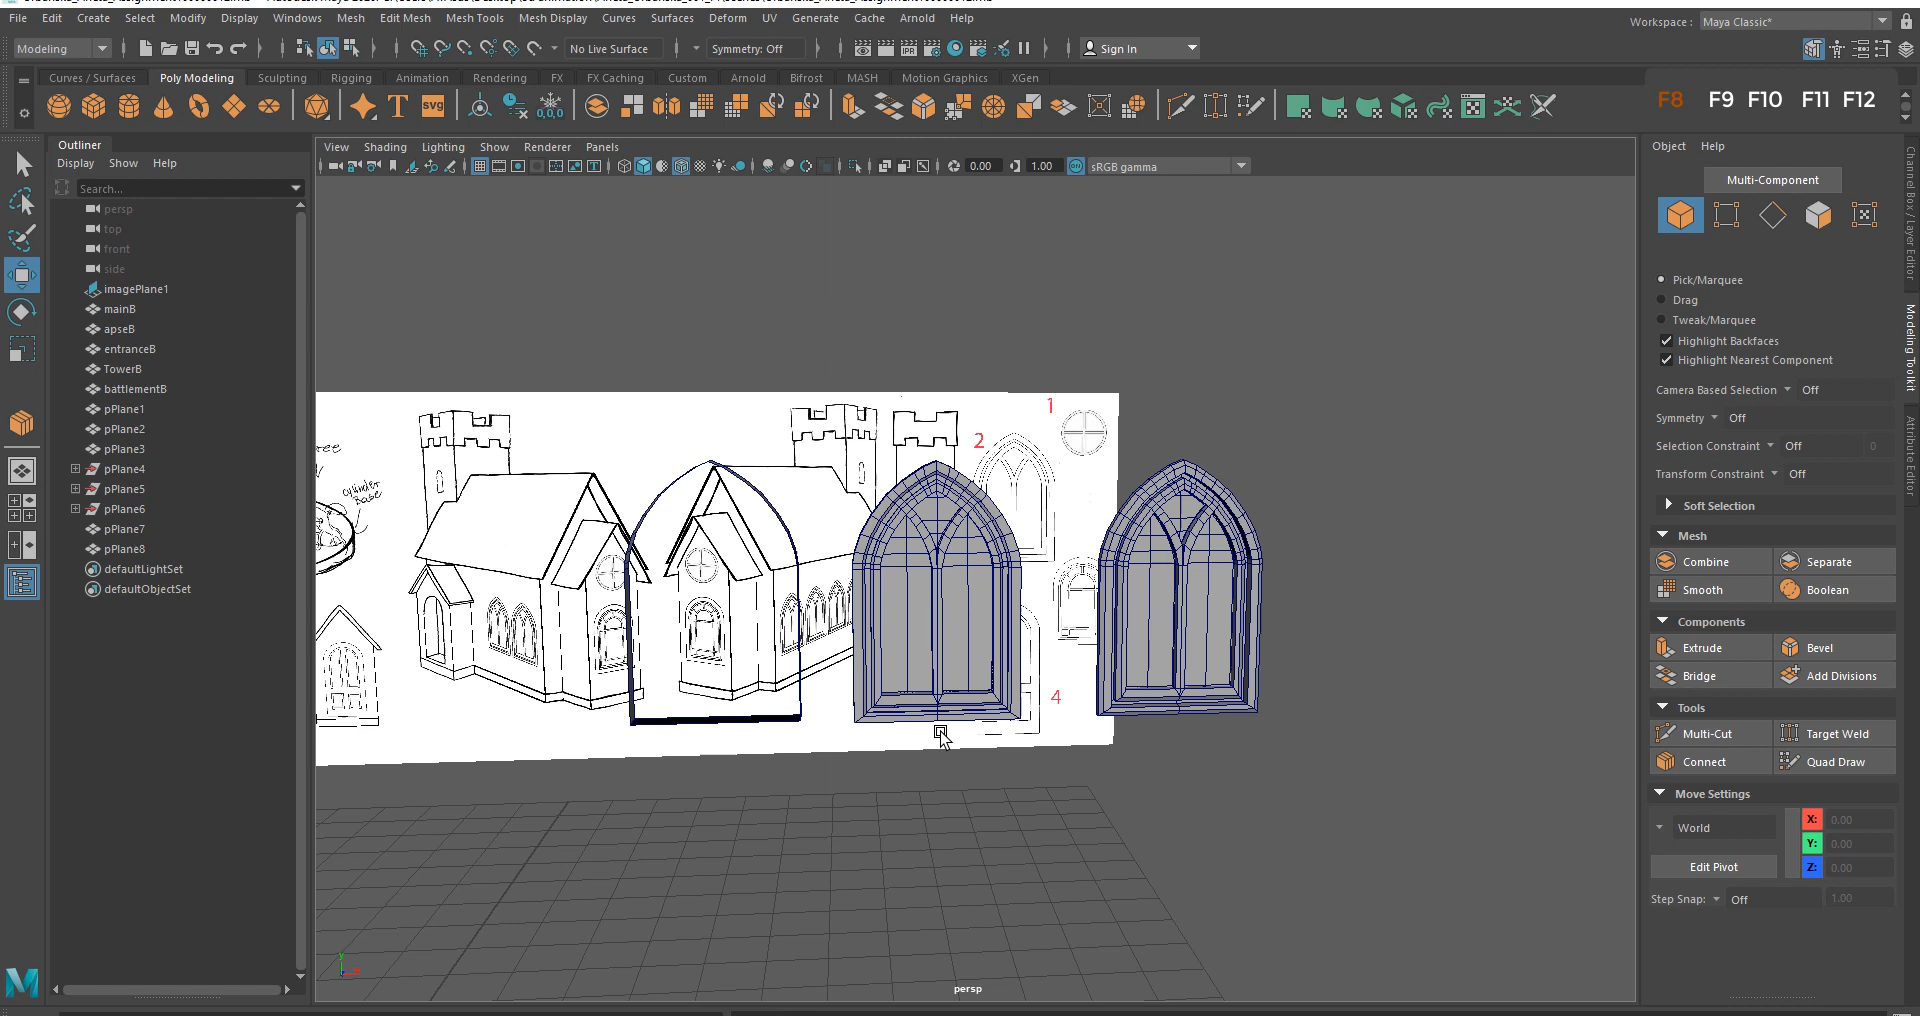 File Edit Create Select Modify Display Windows Mesh Edit Mesh Mesh Tools Mesh Display Curves Surfaces Deform UV Generate Cache Arnold Help
Workspace : Maya Classic*
Modeling
No Live Surface
Symmetry: Off
Sign In
Curves / Surfaces Poly Modeling Sculpting Rigging Animation Rendering FX FX Caching Custom Arnold Bifrost MASH Motion Graphics XGen
T svg
0,0,0
IPR
F8 F9 F10 F11 F12
Outliner
Display Show Help
Search...
persp
top
front
side
imagePlane1
mainB
apseB
entranceB
TowerB
battlementB
pPlane1
pPlane2
pPlane3
pPlane4
pPlane5
pPlane6
pPlane7
pPlane8
defaultLightSet
defaultObjectSet
View Shading Lighting Show Renderer Panels
0.00
1.00
sRGB gamma
1
2
4
cylinder
Base
y
persp
Object Help
Multi-Component
Pick/Marquee
Drag
Tweak/Marquee
Highlight Backfaces
Highlight Nearest Component
Camera Based Selection Off
Symmetry Off
Selection Constraint Off 0
Transform Constraint Off
Soft Selection
Mesh
Combine Separate
Smooth Boolean
Components
Extrude Bevel
Bridge Add Divisions
Tools
Multi-Cut Target Weld
Connect Quad Draw
Move Settings
World
X: 0.00
Y: 0.00
Edit Pivot
Z: 0.00
Step Snap: Off 1.00
Channel Box / Layer Editor
Modeling Toolkit
Attribute Editor
M